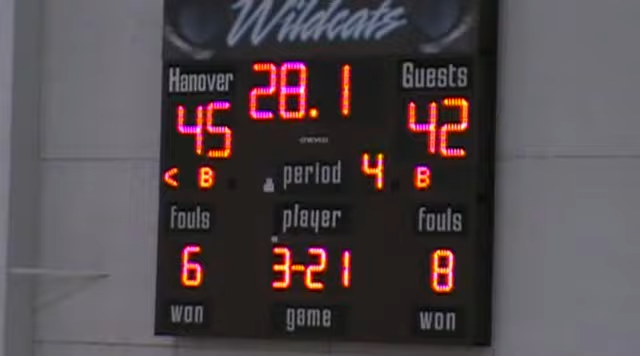 Wildcats
Hanover 28.1 Guests
45 42
< B period 4 B
fouls player fouls
6 3-21 8
won game won